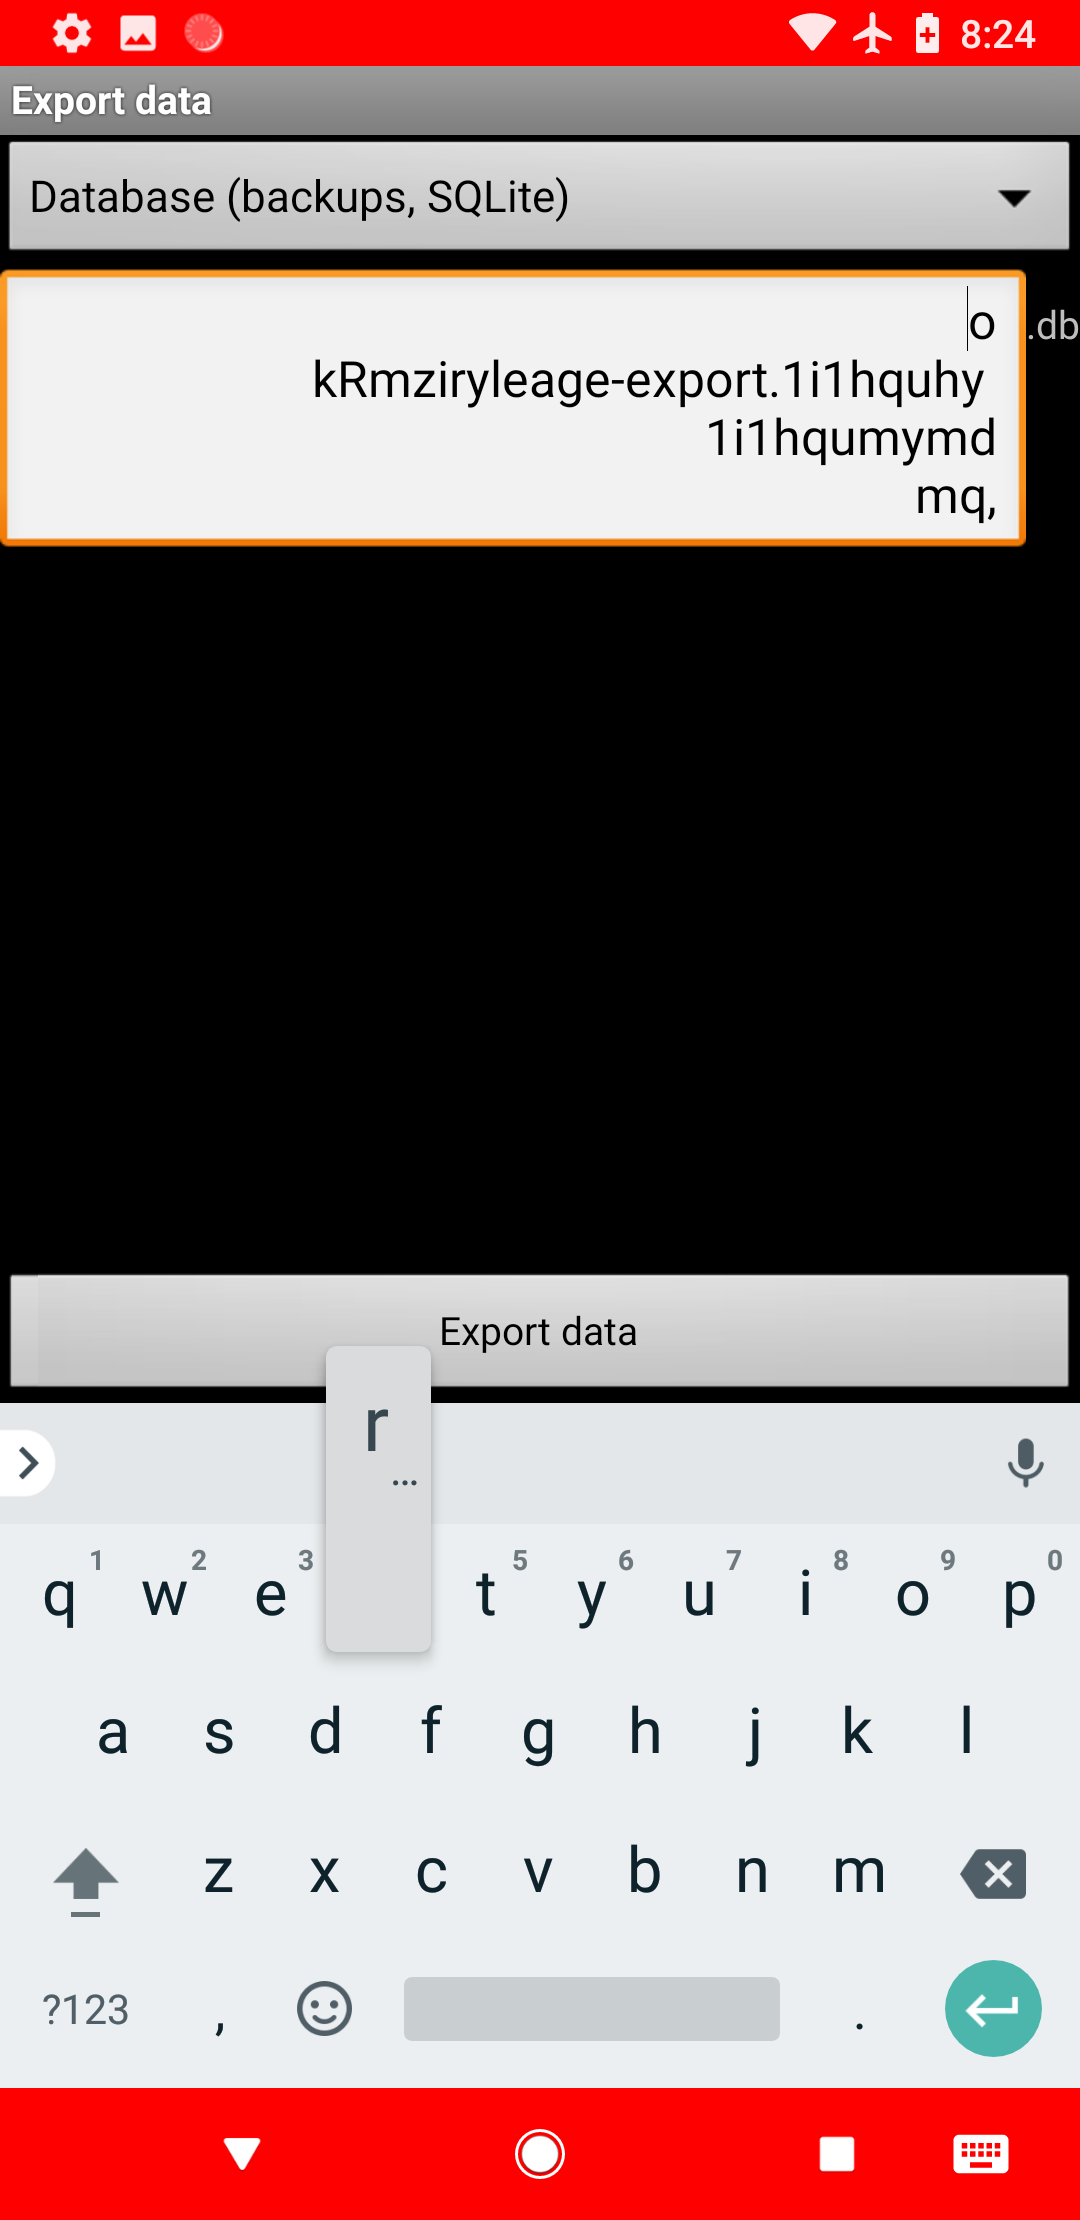 8:24
Export data
Database (backups, SQLite)
o
.db
kRmziryleage-export.1i1hquhy
1i1hqumymd
mq,
Export data
r
...
1 2 3 5 6 7 8 9 0
q w e t y u i o p
a s d f g h j k l
z x c v b n m
?123 , .